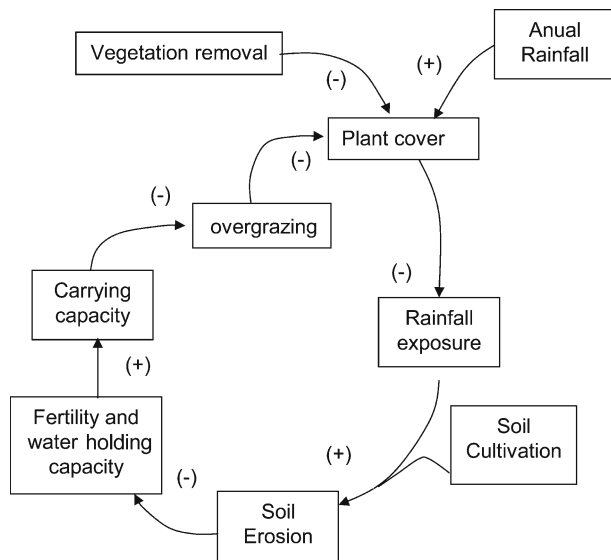 Anual
Rainfall
Vegetation removal
(+)
(-)
Plant cover
(-)
(-)
overgrazing
(-)
Carrying
capacity
Rainfall
exposure
(+)
Fertility and
water holding
capacity
Soil
Cultivation
(+)
(-)
Soil
Erosion